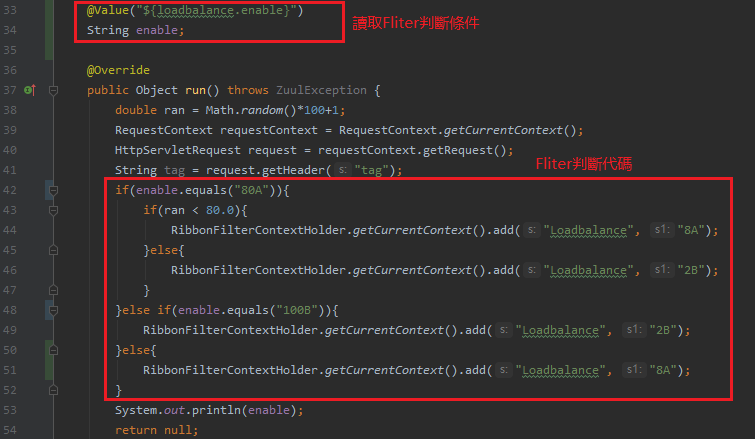 33 @Value("${loadbalance.enable}")
34 String enable;
讀取Fliter判斷條件
35
36 @Override
37 public Object run() throws ZuulException {
38 double ran = Math.random()*100+1;
39 RequestContext requestContext = RequestContext.getCurrentContext();
40 HttpServletRequest request = requestContext.getRequest();
41 String tag = request.getHeader( s: "tag");
Fliter判斷代碼
42 if(enable.equals("80A")){
43 if(ran < 80.0){
44 RibbonFilterContextHolder.getCurrentContext().add( s: "Loadbalance", s1: "8A");
45 }else{
46 RibbonFilterContextHolder.getCurrentContext().add( s: "Loadbalance", s1: "2B");
47 }
48 }else if(enable.equals("100B")){
49 RibbonFilterContextHolder.getCurrentContext().add( s: "Loadbalance", s1: "2B");
50 }else{
51 RibbonFilterContextHolder.getCurrentContext().add( s: "Loadbalance", s1: "8A");
52 }
53 System.out.println(enable);
54 return null;